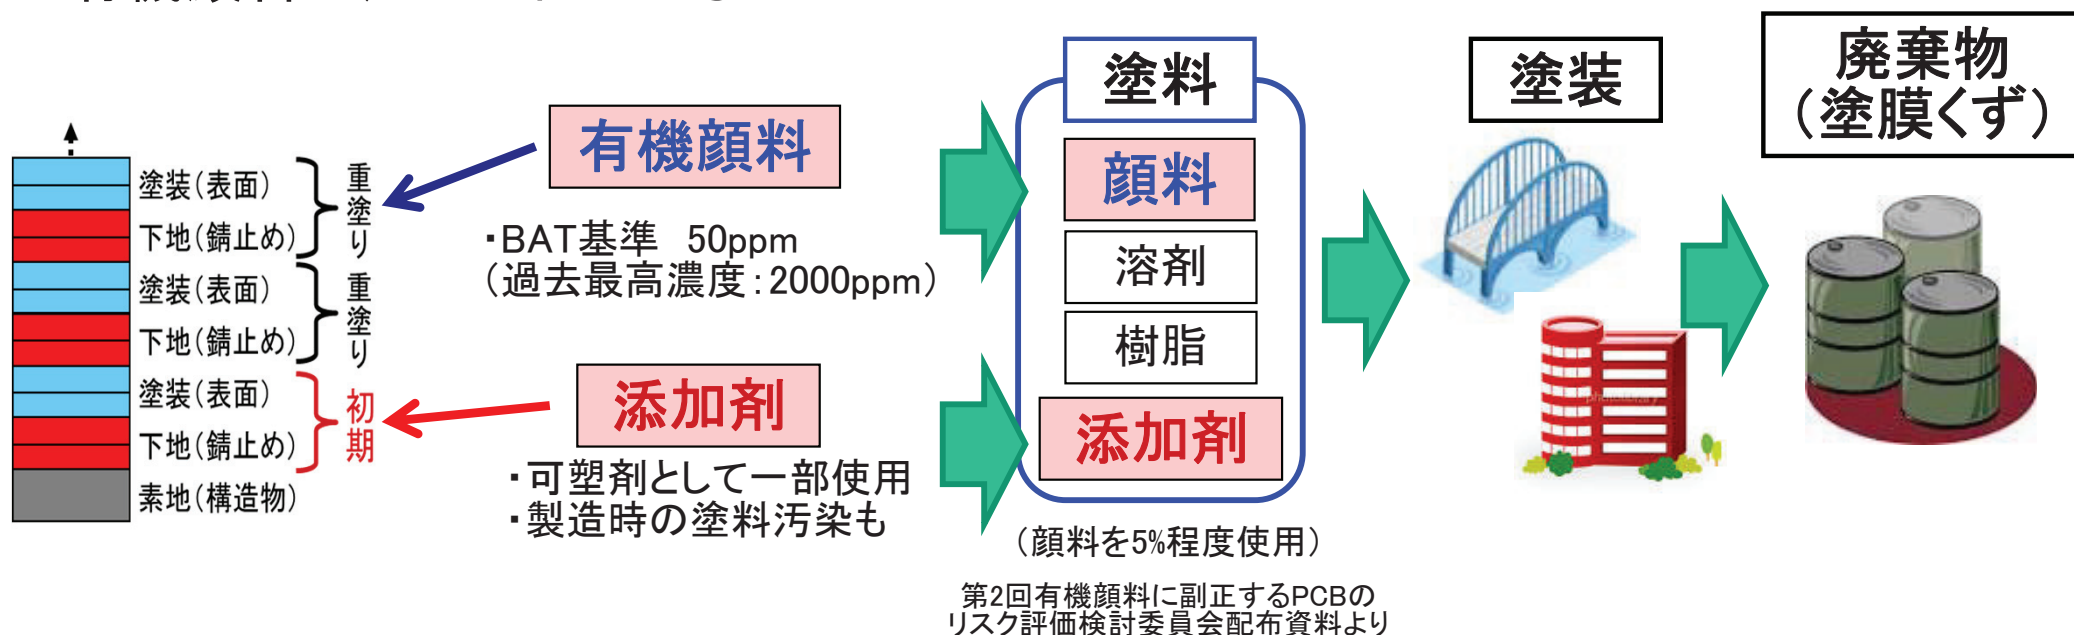 塗装(表面)
下地(錆止め)
重塗り
塗装(表面)
下地(錆止め)
重塗り
塗装(表面)
下地(錆止め)
初期
素地(構造物)
有機顔料
・BAT基準 50ppm
(過去最高濃度:2000ppm)
添加剤
・可塑剤として一部使用
・製造時の塗料汚染も
塗料
顔料
溶剤
樹脂
添加剤
(顔料を5%程度使用)
第2回有機顔料に副正するPCBの
リスク評価検討委員会配布資料より
塗装
photolibrary
廃棄物
(塗膜くず)